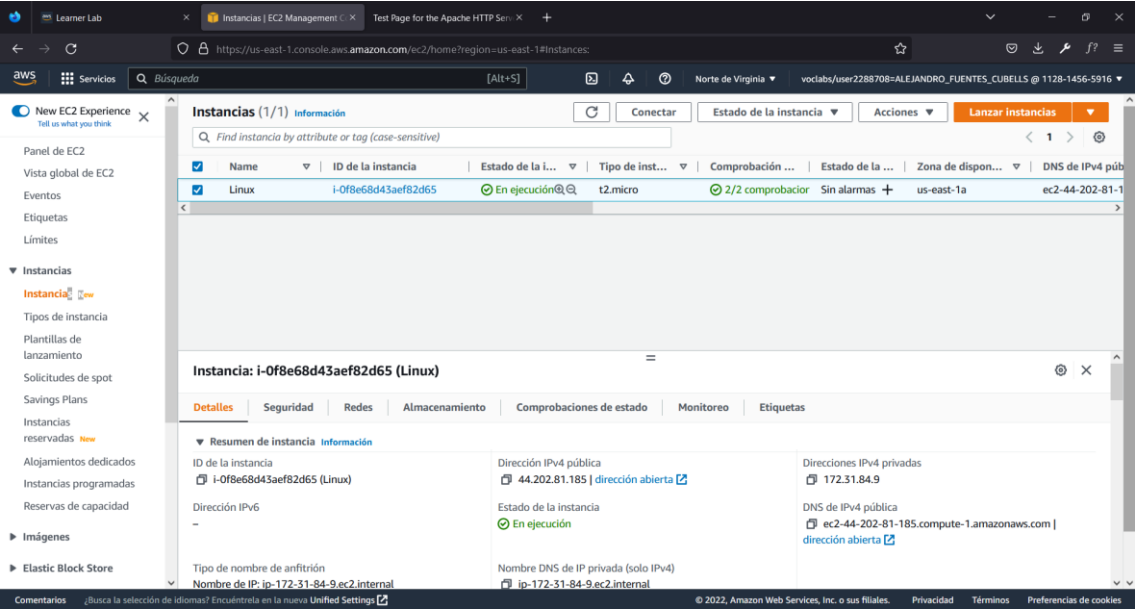 Learner Lab
Instancias | EC2 Management C
Test Page for the Apache HTTP Serv
https://us-east-1.console.aws.amazon.com/ec2/home?region=us-east-1#Instances:
aws
Servicios
Búsqueda
[Alt+S]
Norte de Virginia
voclabs/user2288708=ALEJANDRO_FUENTES_CUBELLS @ 1128-1456-5916
New EC2 Experience
Tell us what you think
Panel de EC2
Vista global de EC2
Eventos
Etiquetas
Límites
Instancias
Instancias New
Tipos de instancia
Plantillas de
lanzamiento
Solicitudes de spot
Savings Plans
Instancias
reservadas New
Alojamientos dedicados
Instancias programadas
Reservas de capacidad
Imágenes
Elastic Block Store
Instancias (1/1) Información
Conectar
Estado de la instancia
Acciones
Lanzar instancias
Find instancia by attribute or tag (case-sensitive)
1
Name ID de la instancia Estado de la i... Tipo de inst... Comprobación ... Estado de la ... Zona de dispon... DNS de IPv4 púb
Linux i-0f8e68d43aef82d65 En ejecución t2.micro 2/2 comprobacior Sin alarmas + us-east-1a ec2-44-202-81-1
Instancia: i-0f8e68d43aef82d65 (Linux)
Detalles Seguridad Redes Almacenamiento Comprobaciones de estado Monitoreo Etiquetas
Resumen de instancia Información
ID de la instancia
i-0f8e68d43aef82d65 (Linux)
Dirección IPv4 pública
44.202.81.185 | dirección abierta
Direcciones IPv4 privadas
172.31.84.9
Dirección IPv6
–
Estado de la instancia
En ejecución
DNS de IPv4 pública
ec2-44-202-81-185.compute-1.amazonaws.com |
dirección abierta
Tipo de nombre de anfitrión
Nombre de IP: ip-172-31-84-9.ec2.internal
Nombre DNS de IP privada (solo IPv4)
ip-172-31-84-9.ec2.internal
Comentarios
¿Busca la selección de idiomas? Encuéntrela en la nueva Unified Settings
© 2022, Amazon Web Services, Inc. o sus filiales.
Privacidad
Términos
Preferencias de cookies